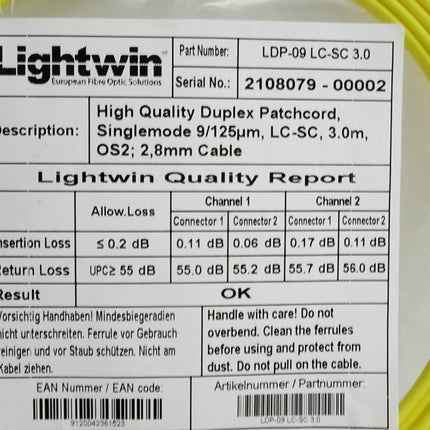 Lightwin
European Fibre Optic Solutions
Part Number: LDP-09 LC-SC 3.0
Serial No.: 2108079 - 00002
Description: High Quality Duplex Patchcord,
Singlemode 9/125µm, LC-SC, 3.0m,
OS2; 2,8mm Cable
Lightwin Quality Report
Allow.Loss Channel 1 Channel 2
Connector 1 Connector 2 Connector 1 Connector 2
nsertion Loss ≤ 0.2 dB 0.11 dB 0.06 dB 0.17 dB 0.11 dB
Return Loss UPC≥ 55 dB 55.0 dB 55.2 dB 55.7 dB 56.0 dB
Result OK
Vorsichtig Handhaben! Mindesbiegeradien
nicht unterschreiten. Ferrule vor Gebrauch
reinigen und vor Staub schützen. Nicht am
Kabel ziehen.
Handle with care! Do not
overbend. Clean the ferrules
before using and protect from
dust. Do not pull on the cable.
EAN Nummer / EAN code:
9120042361523
Artikelnummer / Partnumber:
LDP-09 LC-SC 3.0